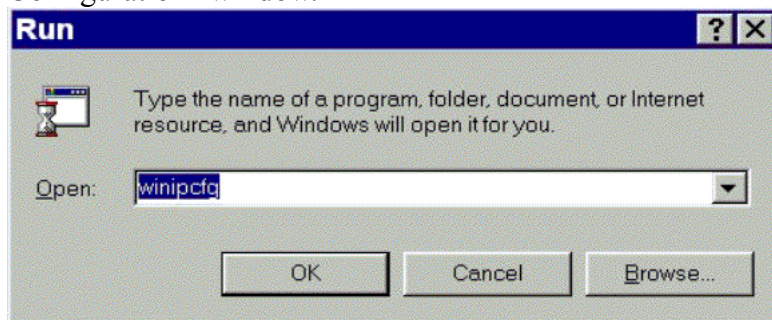 Run
Type the name of a program, folder, document, or Internet
resource, and Windows will open it for you.
Open: winipcfg
OK Cancel Browse...